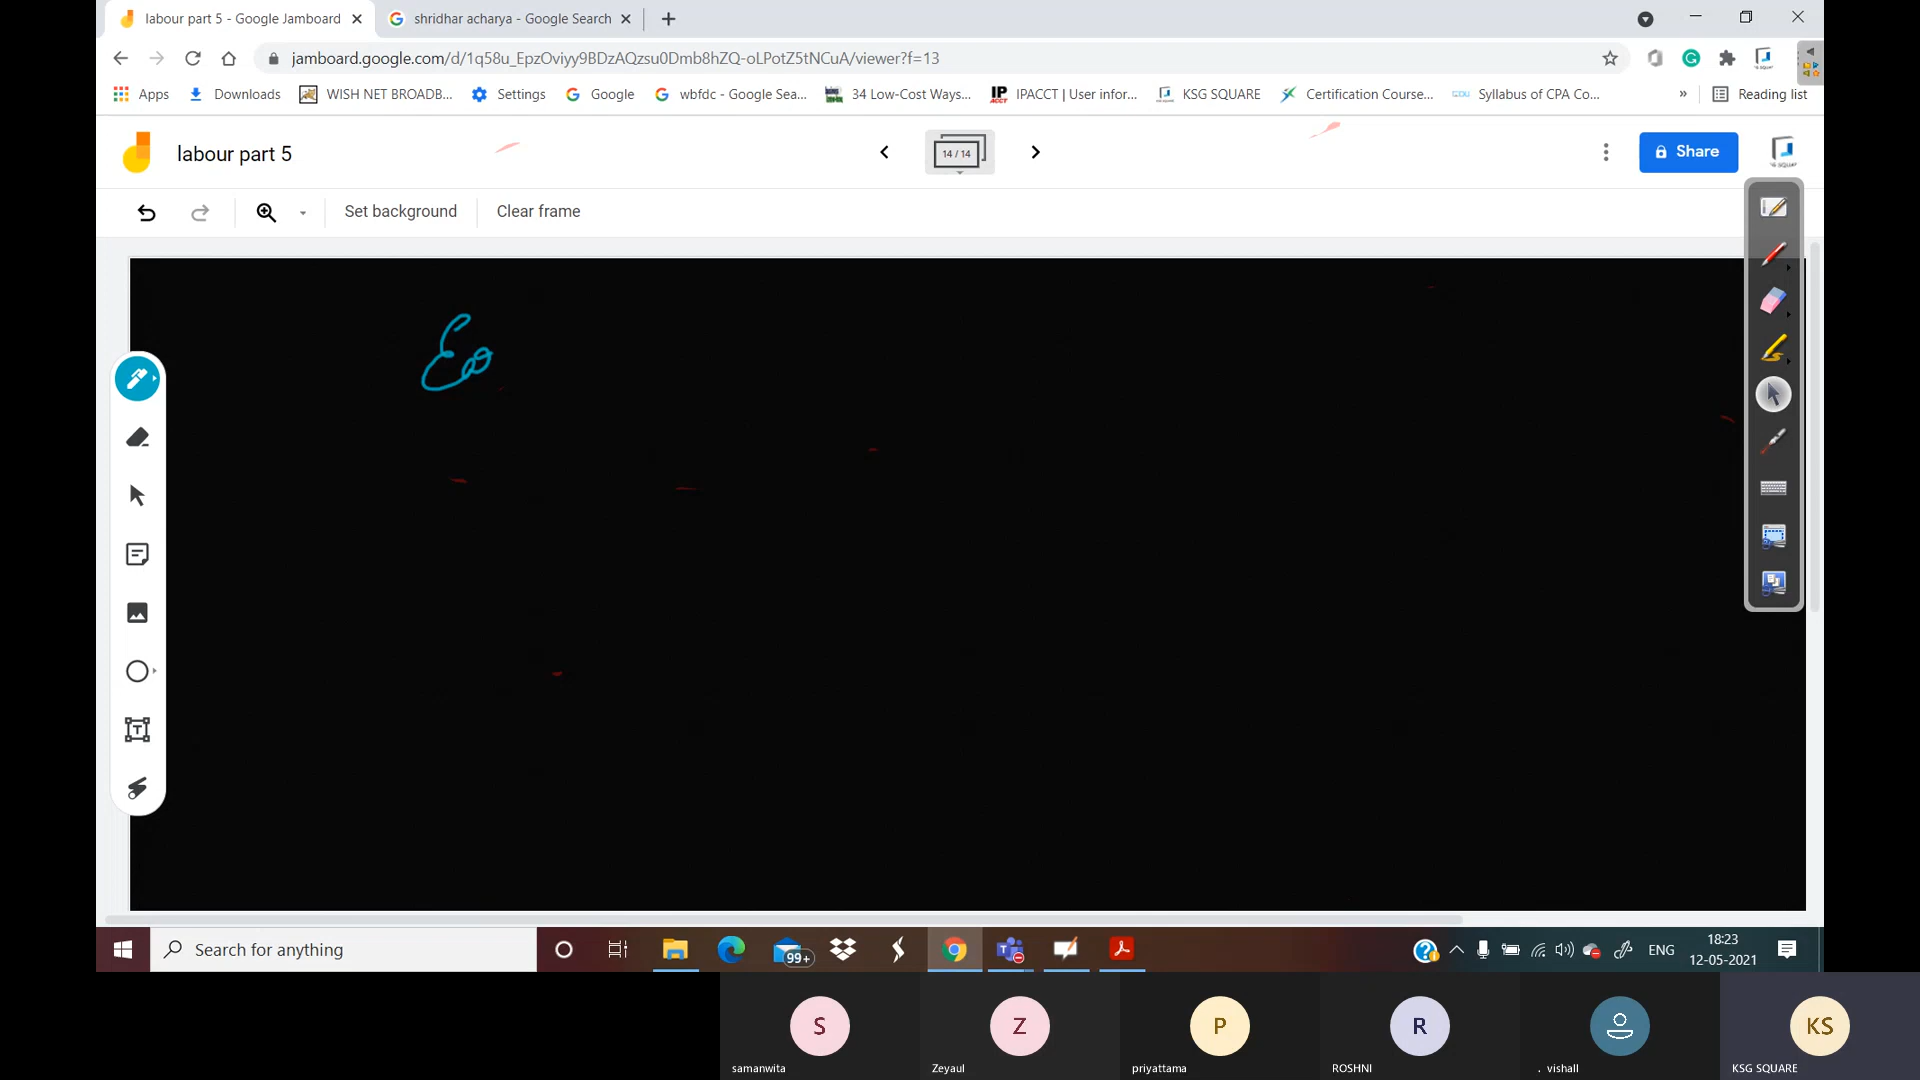 labour part 5 - Google Jamboard
shridhar acharya - Google Search
jamboard.google.com/d/1q58u_EpzOviyy9BDzAQzsu0Dmb8hZQ-oLPotZ5tNCuA/viewer?f=13
Apps Downloads WISH NET BROADB... Settings Google wbfdc - Google Sea... 34 Low-Cost Ways... IP ACCT IPACCT | User infor... KSG SQUARE Certification Course... Syllabus of CPA Co... » Reading list
labour part 5
14 / 14
Share
Set background Clear frame
Search for anything
99+
ENG
18:23
12-05-2021
S Z P R KS
samanwita Zeyaul priyattama ROSHNI . vishall KSG SQUARE